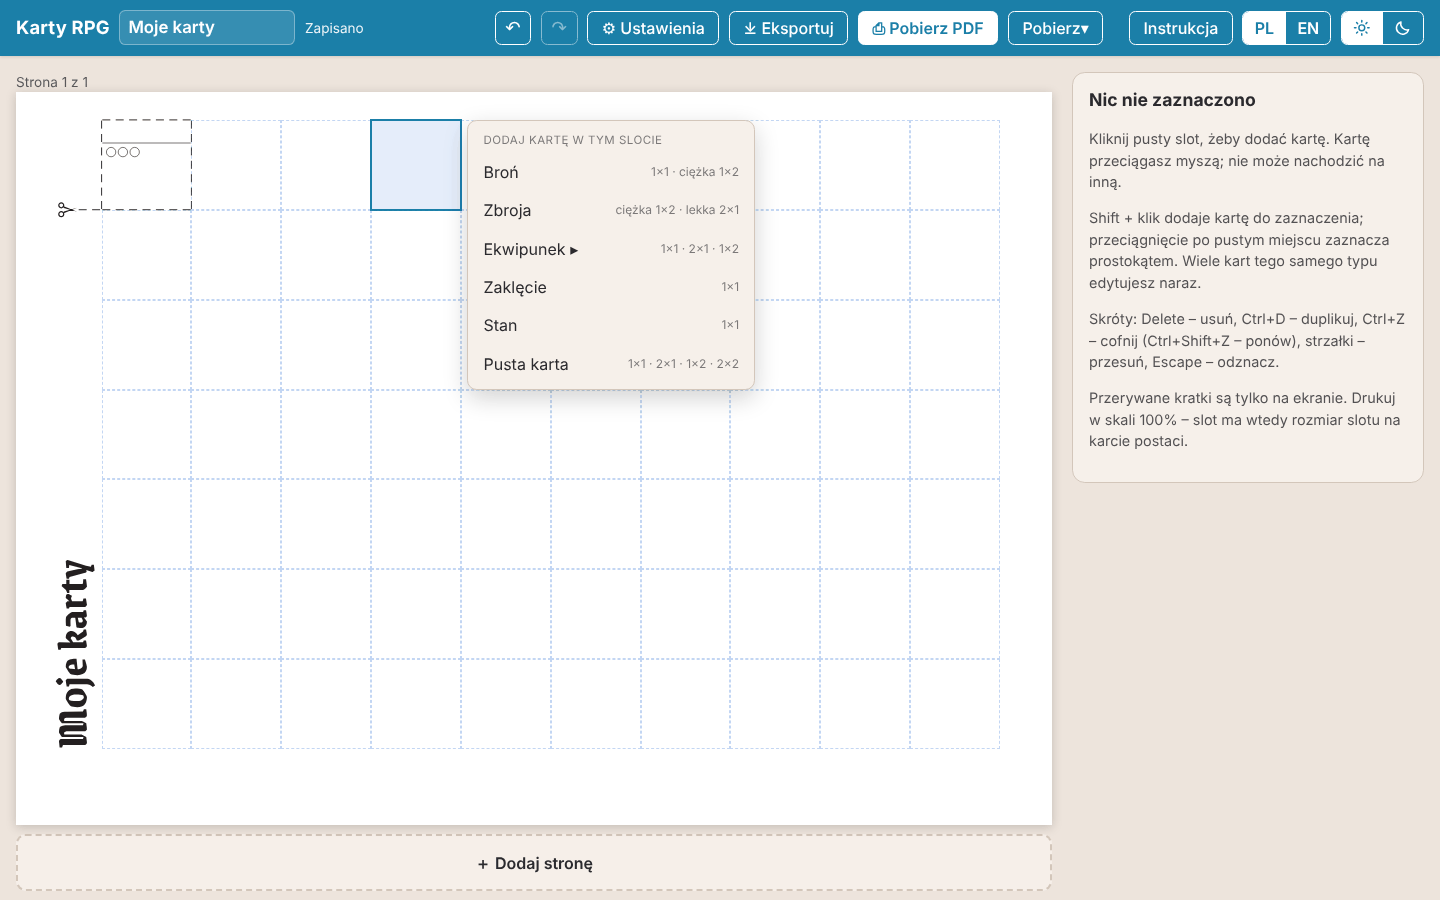 Karty RPG
Moje karty
Zapisano
↶
↷
⚙ Ustawienia
Eksportuj
⎙ Pobierz PDF
Pobierz▾
Instrukcja
PL
EN
Strona 1 z 1
DODAJ KARTĘ W TYM SLOCIE
Broń 1×1 · ciężka 1×2
Zbroja ciężka 1×2 · lekka 2×1
Ekwipunek ▸ 1×1 · 2×1 · 1×2
Zaklęcie 1×1
Stan 1×1
Pusta karta 1×1 · 2×1 · 1×2 · 2×2
Moje karty
+ Dodaj stronę
Nic nie zaznaczono
Kliknij pusty slot, żeby dodać kartę. Kartę
przeciągasz myszą; nie może nachodzić na
inną.
Shift + klik dodaje kartę do zaznaczenia;
przeciągnięcie po pustym miejscu zaznacza
prostokątem. Wiele kart tego samego typu
edytujesz naraz.
Skróty: Delete – usuń, Ctrl+D – duplikuj, Ctrl+Z
– cofnij (Ctrl+Shift+Z – ponów), strzałki –
przesuń, Escape – odznacz.
Przerywane kratki są tylko na ekranie. Drukuj
w skali 100% – slot ma wtedy rozmiar slotu na
karcie postaci.